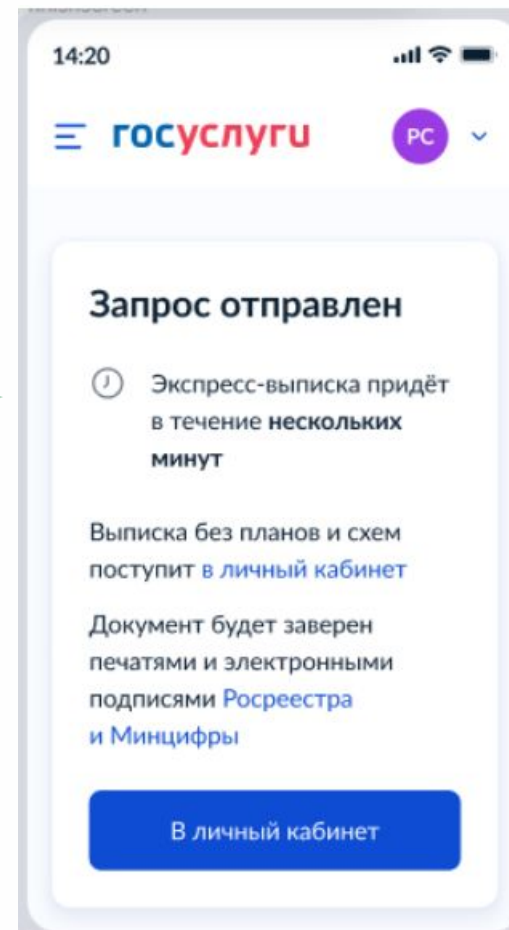 14:20
госуслуги
РС
Запрос отправлен
Экспресс-выписка придёт
в течение нескольких
минут
Выписка без планов и схем
поступит в личный кабинет
Документ будет заверен
печатями и электронными
подписями Росреестра
и Минцифры
В личный кабинет